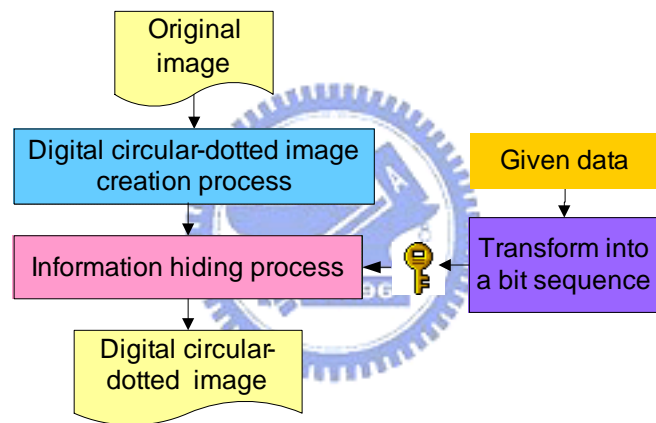 Original
image
Digital circular-dotted image
creation process
Given data
Information hiding process
Transform into
a bit sequence
Digital circular-
dotted image
A
96